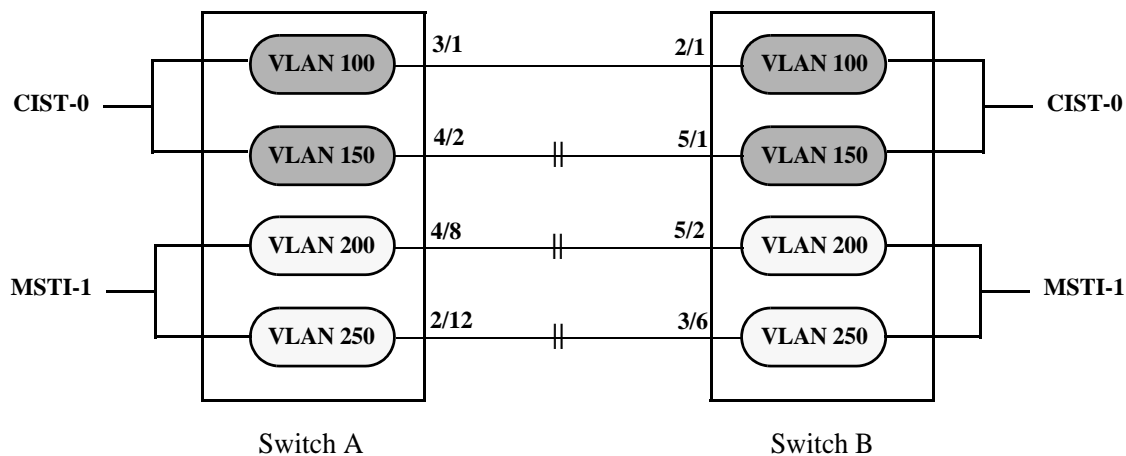 3/1 2/1
VLAN 100 VLAN 100
CIST-0 CIST-0
4/2 5/1
VLAN 150 VLAN 150
4/8 5/2
VLAN 200 VLAN 200
MSTI-1 MSTI-1
2/12 3/6
VLAN 250 VLAN 250
Switch A Switch B